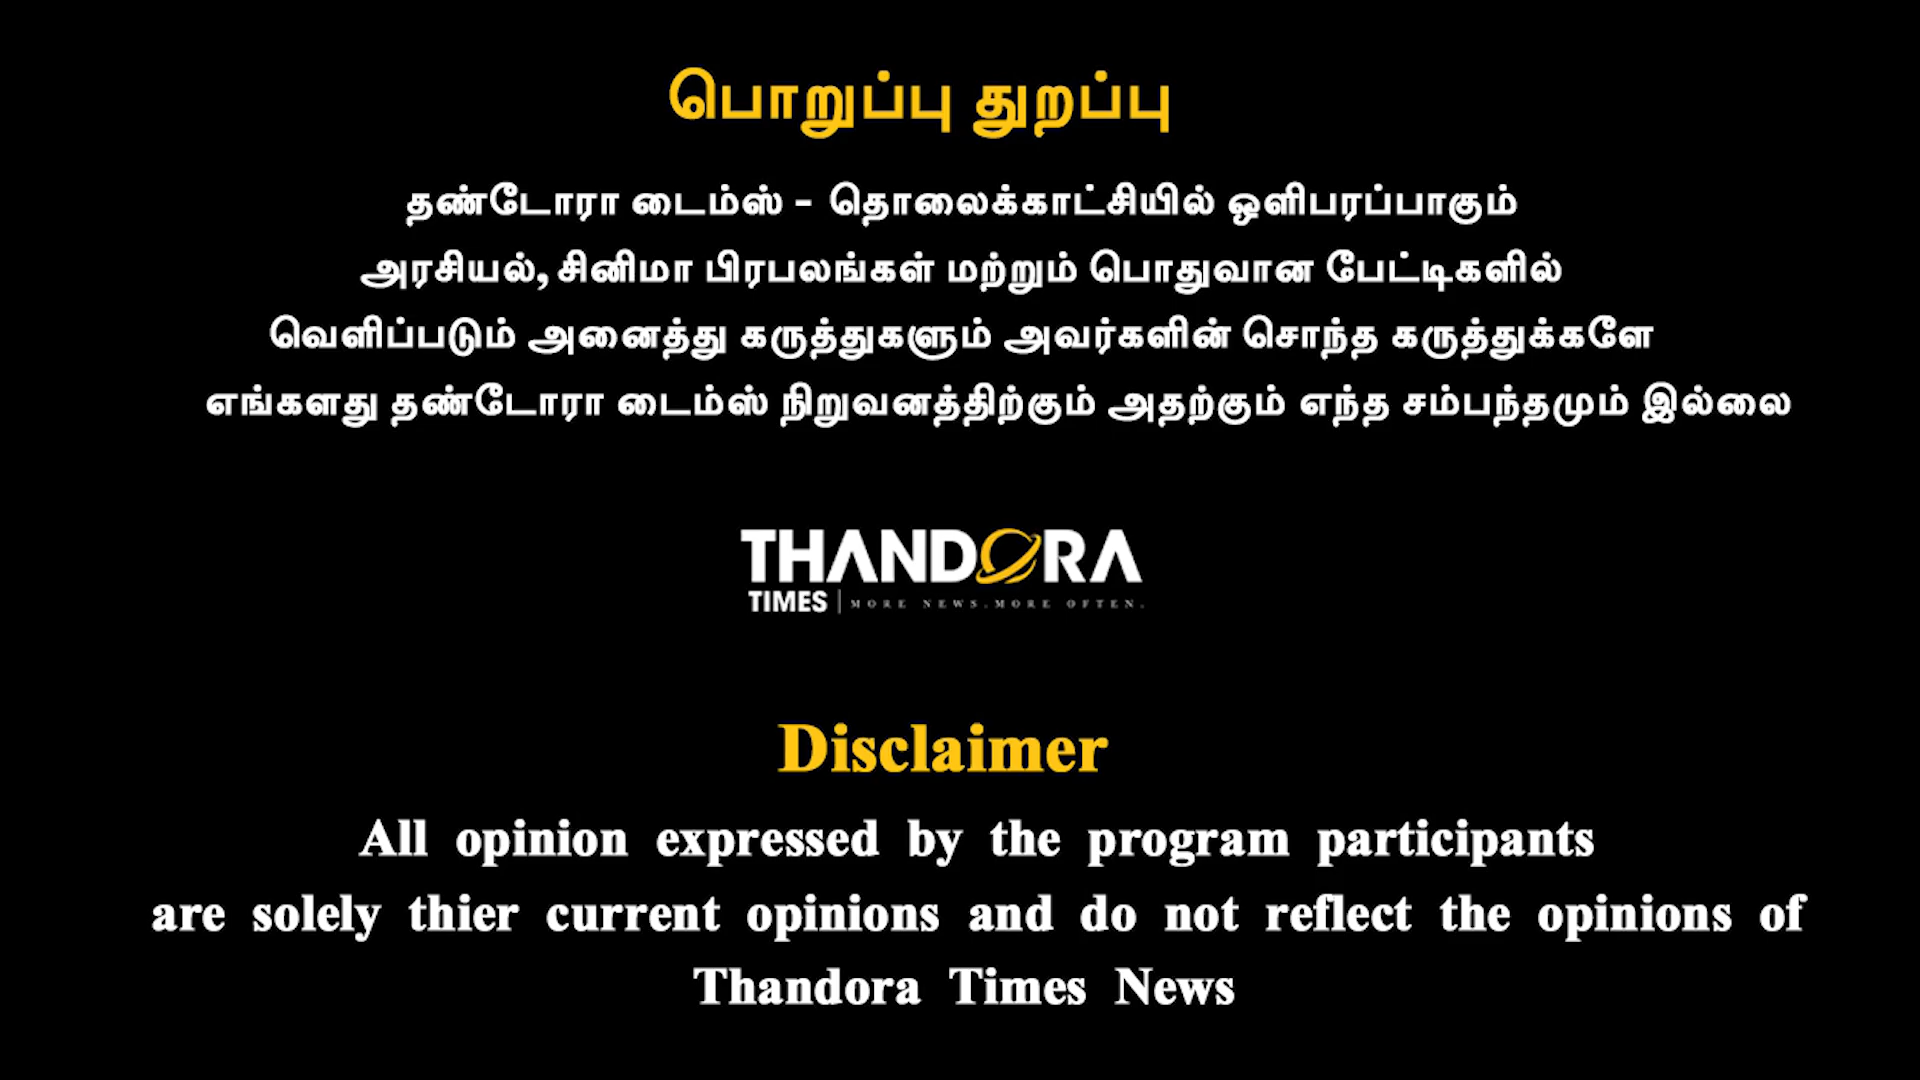 பொறுப்பு துறப்பு
தண்டோரா டைம்ஸ் - தொலைக்காட்சியில் ஒளிபரப்பாகும்
அரசியல், சினிமா பிரபலங்கள் மற்றும் பொதுவான பேட்டிகளில்
வெளிப்படும் அனைத்து கருத்துகளும் அவர்களின் சொந்த கருத்துக்களே
எங்களது தண்டோரா டைம்ஸ் நிறுவனத்திற்கும் அதற்கும் எந்த சம்பந்தமும் இல்லை
THANDORA
TIMES | MORE NEWS.MORE OFTEN.
Disclaimer
All opinion expressed by the program participants
are solely thier current opinions and do not reflect the opinions of
Thandora Times News